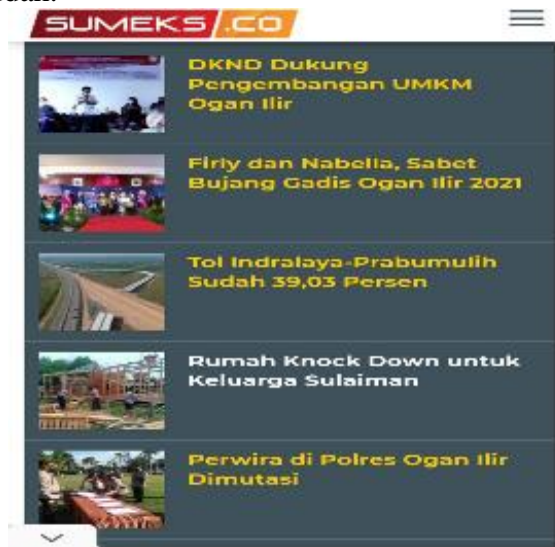 SUMEKS.CO
DKND Dukung
Pengembangan UMKM
Ogan Ilir
Firly dan Nabella, Sabet
Bujang Gadis Ogan Ilir 2021
Tol Indralaya-Prabumulih
Sudah 39,03 Persen
Rumah Knock Down untuk
Keluarga Sulaiman
Perwira di Polres Ogan Ilir
Dimutasi